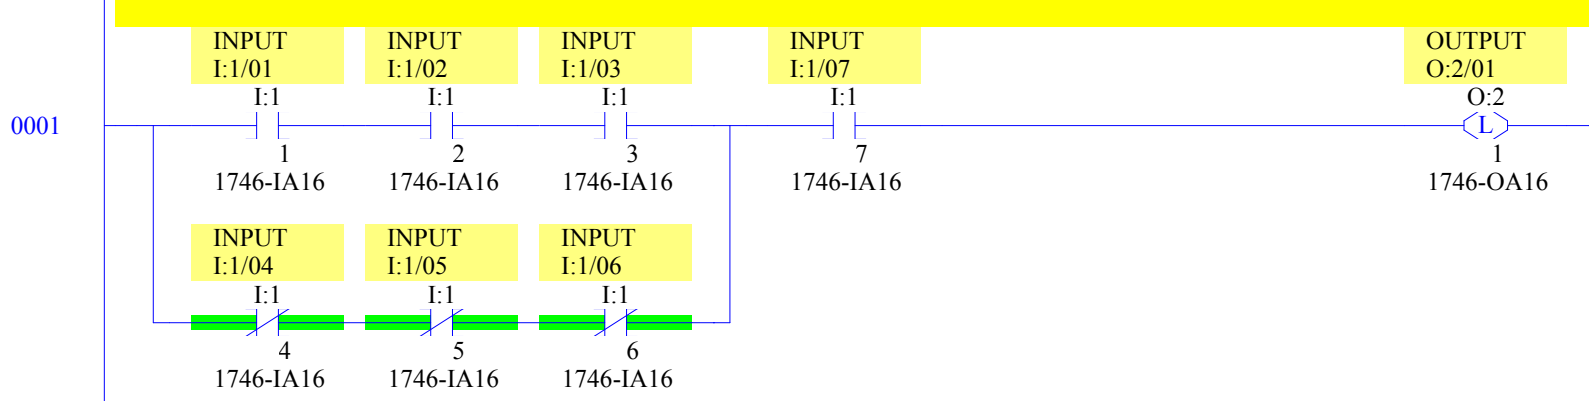 INPUT INPUT INPUT INPUT OUTPUT
I:1/01 I:1/02 I:1/03 I:1/07 O:2/01
I:1 I:1 I:1 I:1 O:2
0001 L
1 2 3 7 1
1746-IA16 1746-IA16 1746-IA16 1746-IA16 1746-OA16
INPUT INPUT INPUT
I:1/04 I:1/05 I:1/06
I:1 I:1 I:1
4 5 6
1746-IA16 1746-IA16 1746-IA16